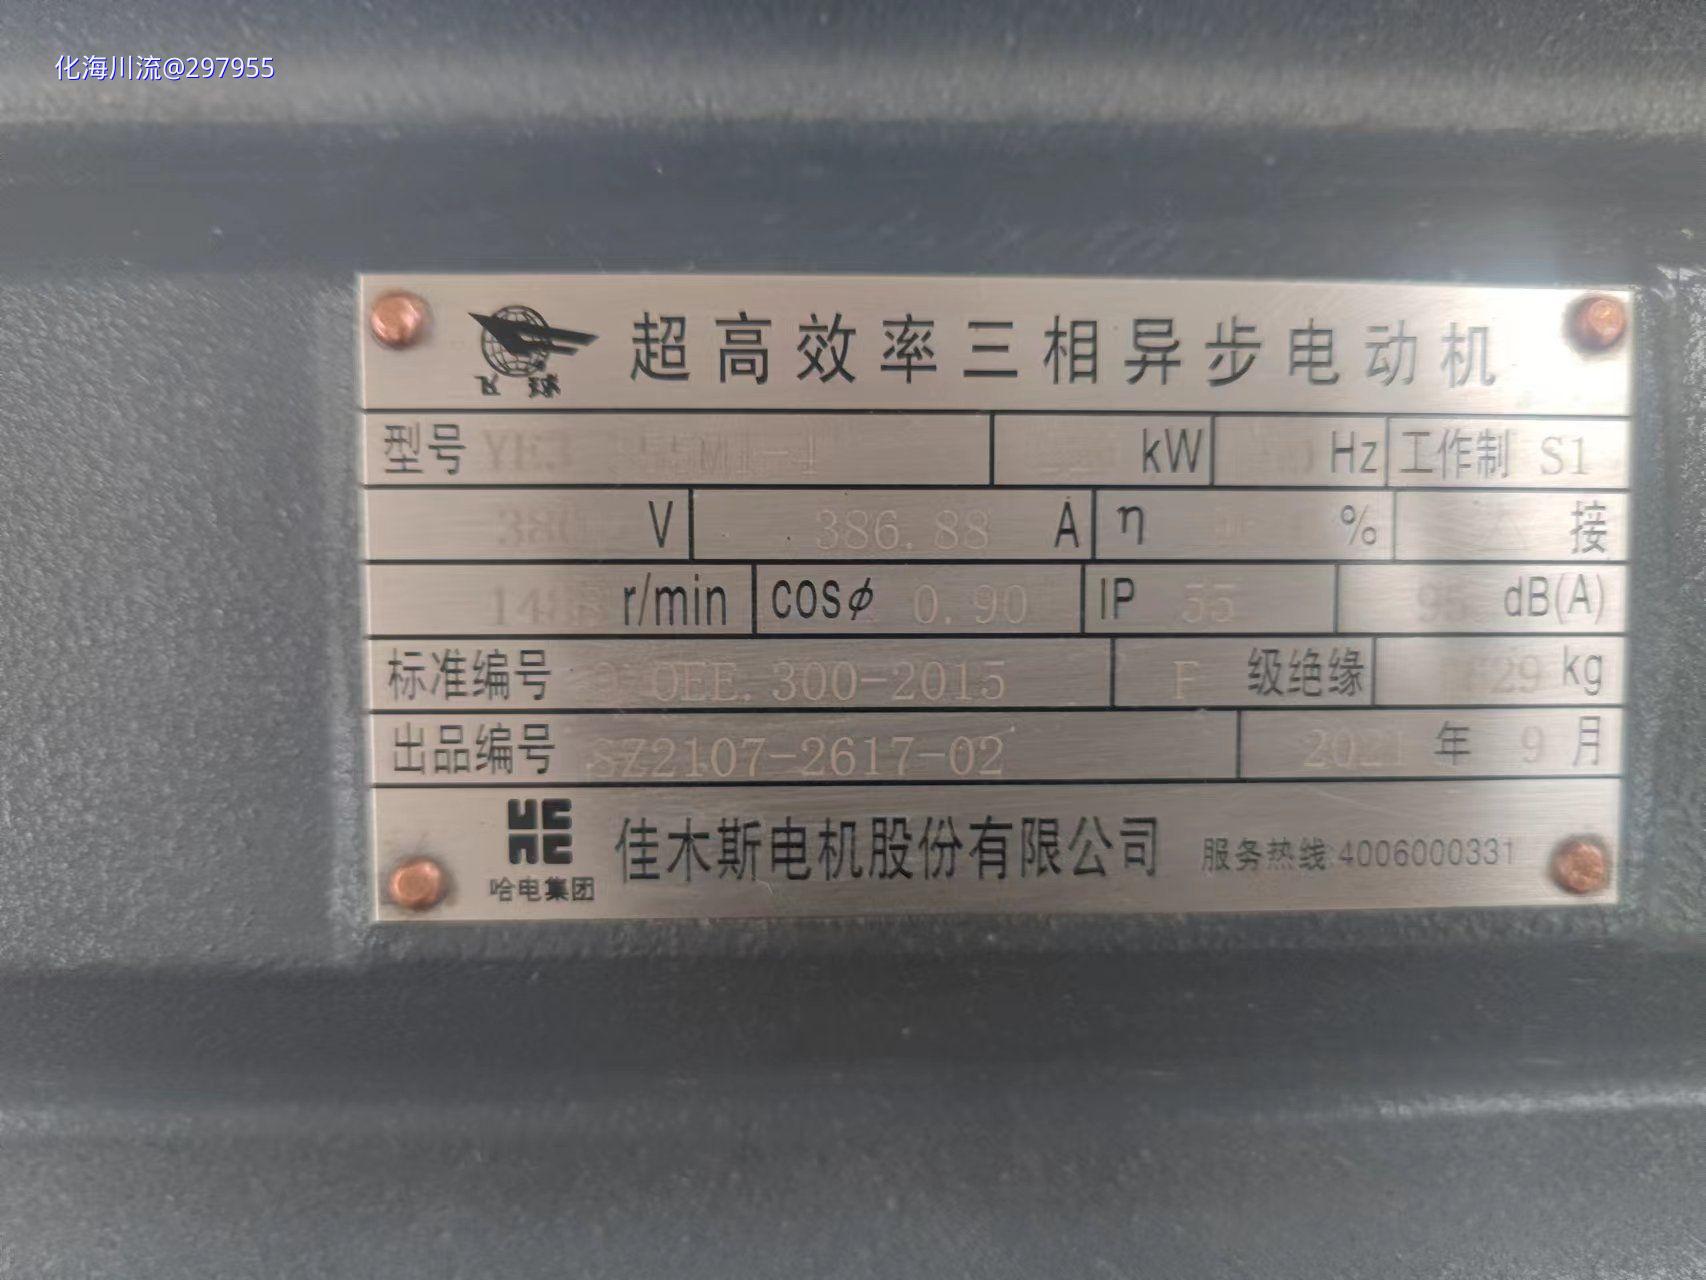 化海川流@297955
飞球
超高效率三相异步电动机
型号 YE3 M1-4 kW Hz 工作制 S1
380 V 386.88 A η % 接
r/min cosφ 0.90 IP 55 95 dB(A)
标准编号 OEE.300-2015 F 级绝缘 kg
出品编号 SZ2107-2617-02 2021 年 9 月
哈电集团
佳木斯电机股份有限公司 服务热线:4006000331